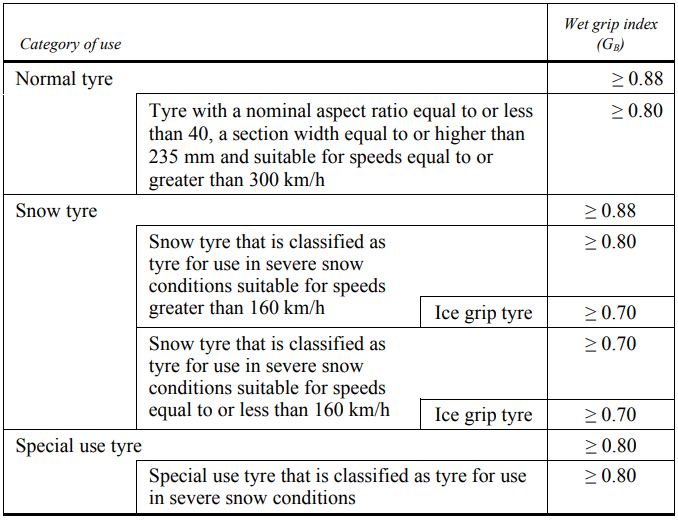 Category of use
Wet grip index
(G_B)
Normal tyre
≥ 0.88
Tyre with a nominal aspect ratio equal to or less
≥ 0.80
than 40, a section width equal to or higher than
235 mm and suitable for speeds equal to or
greater than 300 km/h
Snow tyre
≥ 0.88
Snow tyre that is classified as
≥ 0.80
tyre for use in severe snow
conditions suitable for speeds
greater than 160 km/h
Ice grip tyre
≥ 0.70
Snow tyre that is classified as
≥ 0.70
tyre for use in severe snow
conditions suitable for speeds
equal to or less than 160 km/h
Ice grip tyre
≥ 0.70
Special use tyre
≥ 0.80
Special use tyre that is classified as tyre for use
≥ 0.80
in severe snow conditions